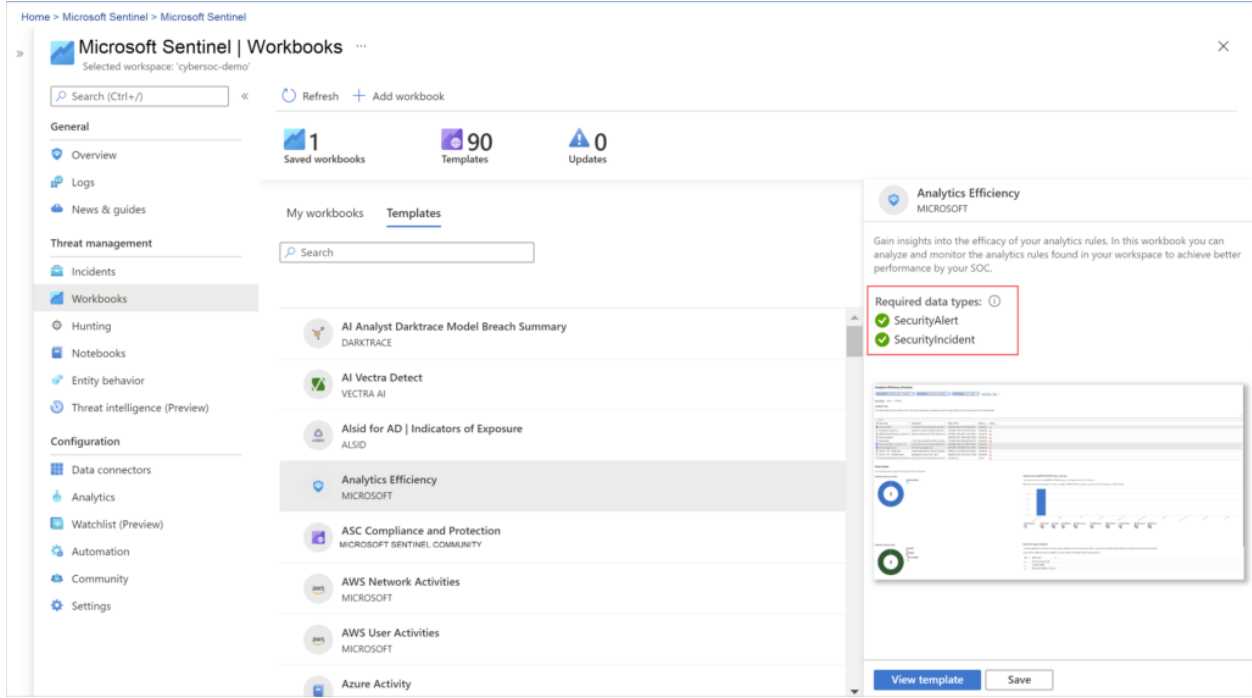 Home > Microsoft Sentinel > Microsoft Sentinel
Microsoft Sentinel | Workbooks ...
Selected workspace: 'cybersoc-demo'
Search (Ctrl+/)
General
Overview
Logs
News & guides
Threat management
Incidents
Workbooks
Hunting
Notebooks
Entity behavior
Threat intelligence (Preview)
Configuration
Data connectors
Analytics
Watchlist (Preview)
Automation
Community
Settings
Refresh
Add workbook
1
Saved workbooks
90
Templates
0
Updates
My workbooks Templates
Search
AI Analyst Darktrace Model Breach Summary
DARKTRACE
AI Vectra Detect
VECTRA AI
Alsid for AD | Indicators of Exposure
ALSID
Analytics Efficiency
MICROSOFT
ASC Compliance and Protection
MICROSOFT SENTINEL COMMUNITY
aws
AWS Network Activities
MICROSOFT
aws
AWS User Activities
MICROSOFT
Azure Activity
Analytics Efficiency
MICROSOFT
Gain insights into the efficacy of your analytics rules. In this workbook you can
analyze and monitor the analytics rules found in your workspace to achieve better
performance by your SOC.
Required data types:
SecurityAlert
SecurityIncident
View template
Save